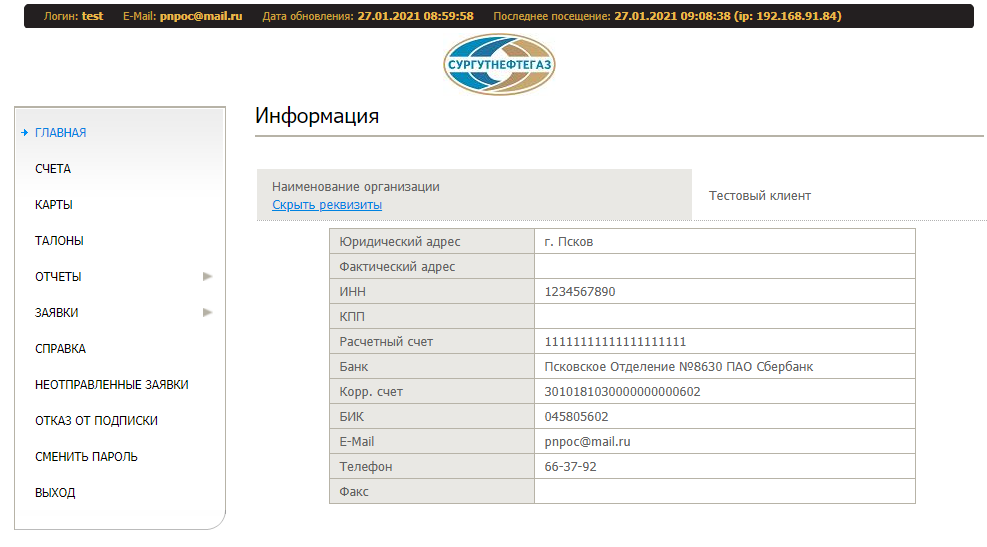 Логин: test E-Mail: pnpoc@mail.ru Дата обновления: 27.01.2021 08:59:58 Последнее посещение: 27.01.2021 09:08:38 (ip: 192.168.91.84)
СУРГУТНЕФТЕГАЗ
ГЛАВНАЯ
СЧЕТА
КАРТЫ
ТАЛОНЫ
ОТЧЕТЫ
ЗАЯВКИ
СПРАВКА
НЕОТПРАВЛЕННЫЕ ЗАЯВКИ
ОТКАЗ ОТ ПОДПИСКИ
СМЕНИТЬ ПАРОЛЬ
ВЫХОД
Информация
Наименование организации
Скрыть реквизиты
Тестовый клиент
Юридический адрес г. Псков
Фактический адрес
ИНН 1234567890
КПП
Расчетный счет 11111111111111111111
Банк Псковское Отделение №8630 ПАО Сбербанк
Корр. счет 3010181030000000000602
БИК 045805602
E-Mail pnpoc@mail.ru
Телефон 66-37-92
Факс